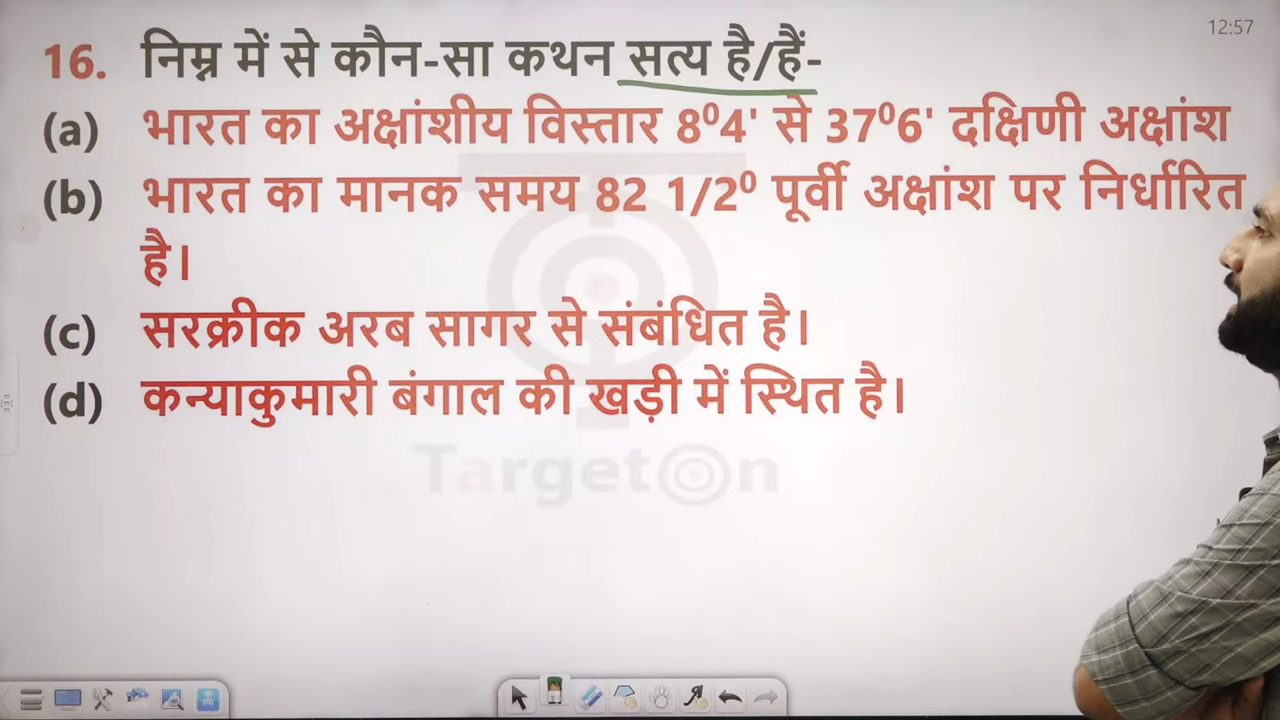 12:57
16. निम्न में से कौन-सा कथन सत्य है/हैं-
(a) भारत का अक्षांशीय विस्तार 8⁰4' से 37⁰6' दक्षिणी अक्षांश
(b) भारत का मानक समय 82 1/2⁰ पूर्वी अक्षांश पर निर्धारित
है।
(c) सरक्रीक अरब सागर से संबंधित है।
(d) कन्याकुमारी बंगाल की खड़ी में स्थित है।
TargetOn